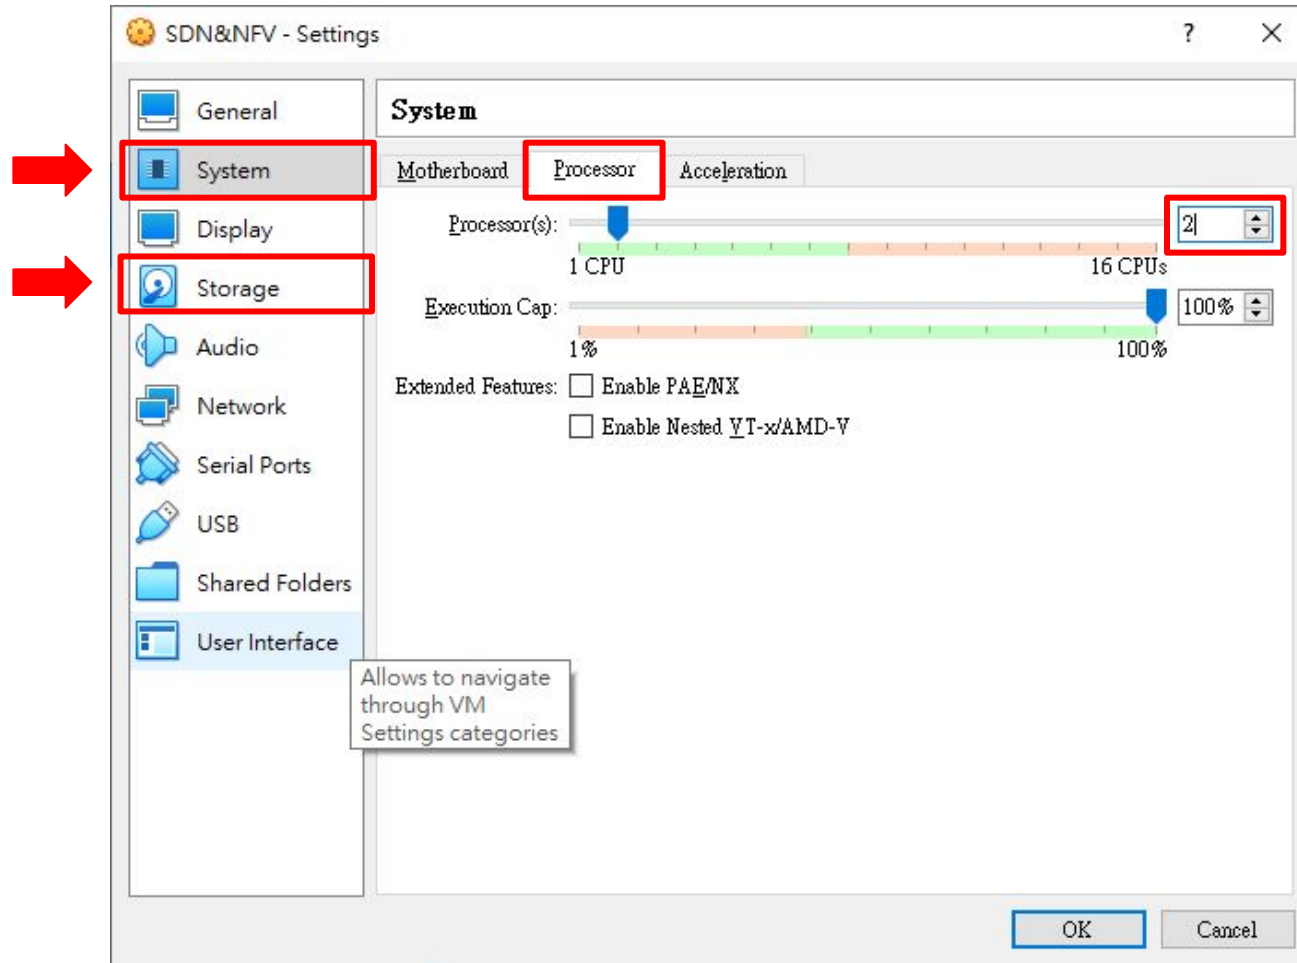 SDN&NFV - Settings
?
General
System
Display
Storage
Audio
Network
Serial Ports
USB
Shared Folders
User Interface
System
Motherboard Processor Acceleration
Processor(s): 2
1 CPU 16 CPUs
Execution Cap: 100%
1% 100%
Extended Features: Enable PAE/NX
Enable Nested VT-x/AMD-V
Allows to navigate
through VM
Settings categories
OK Cancel